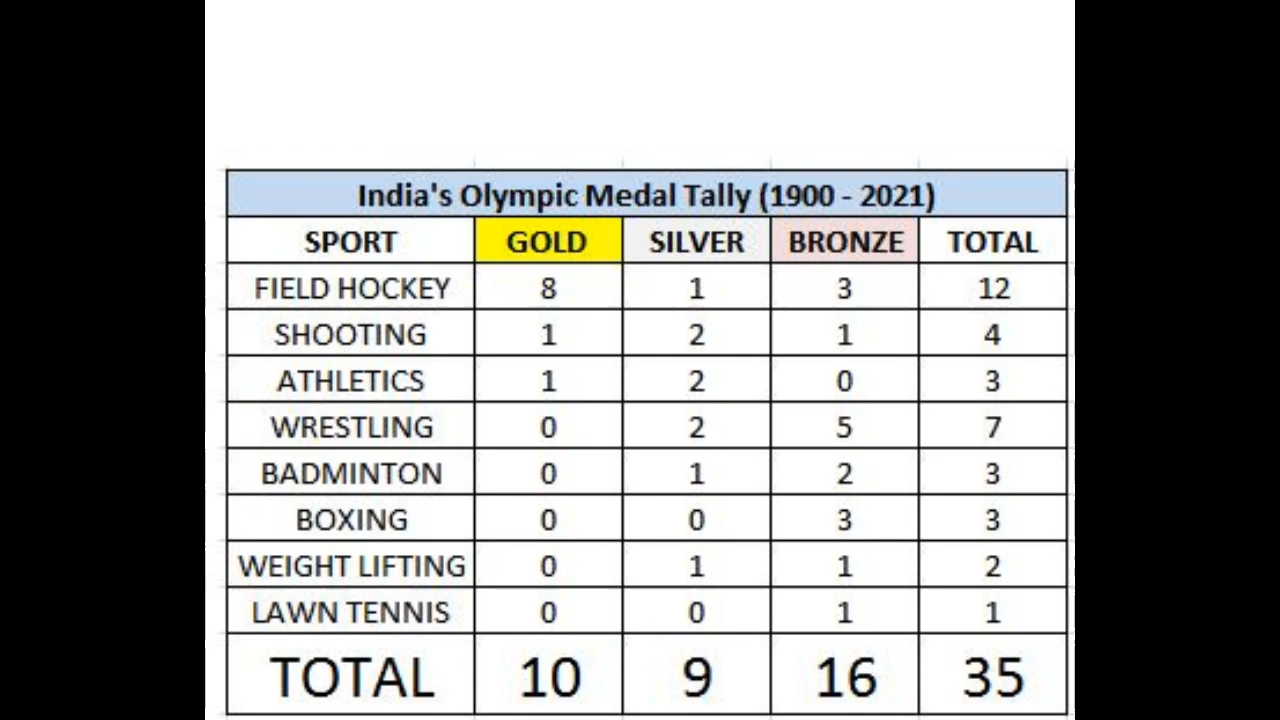 India's Olympic Medal Tally (1900 - 2021)
SPORT GOLD SILVER BRONZE TOTAL
FIELD HOCKEY 8 1 3 12
SHOOTING 1 2 1 4
ATHLETICS 1 2 0 3
WRESTLING 0 2 5 7
BADMINTON 0 1 2 3
BOXING 0 0 3 3
WEIGHT LIFTING 0 1 1 2
LAWN TENNIS 0 0 1 1
TOTAL 10 9 16 35